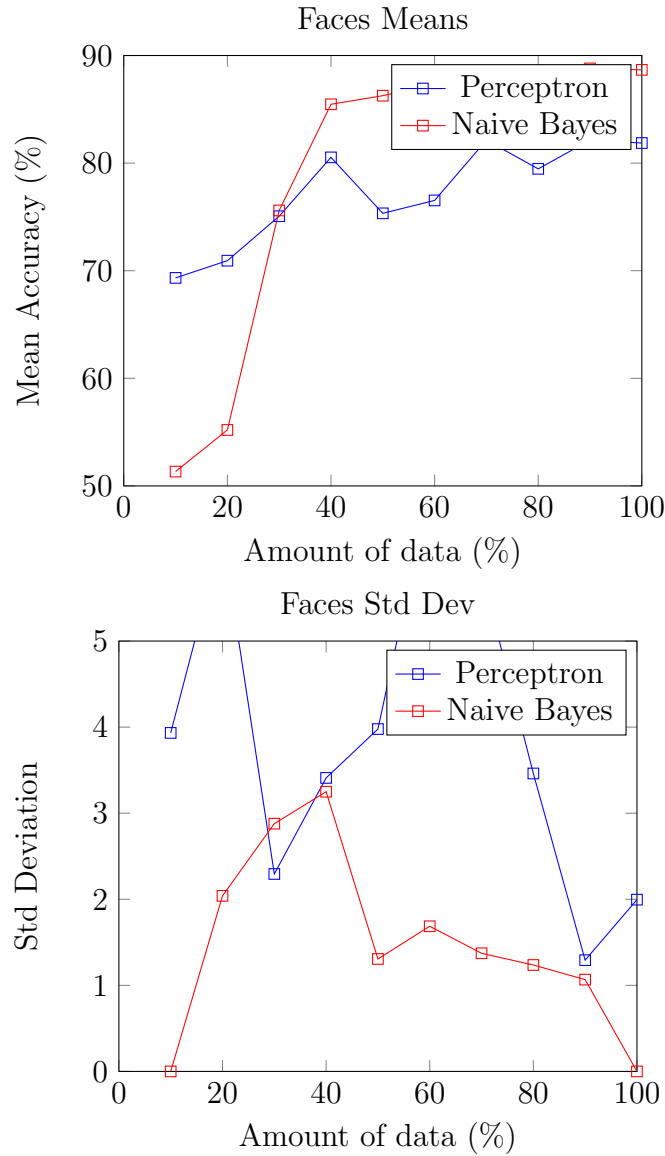 Faces Means
90
80
70
60
50
Mean Accuracy (%)
Perceptron
Naive Bayes
0 20 40 60 80 100
Amount of data (%)
Faces Std Dev
5
4
3
2
1
0
Std Deviation
Perceptron
Naive Bayes
0 20 40 60 80 100
Amount of data (%)